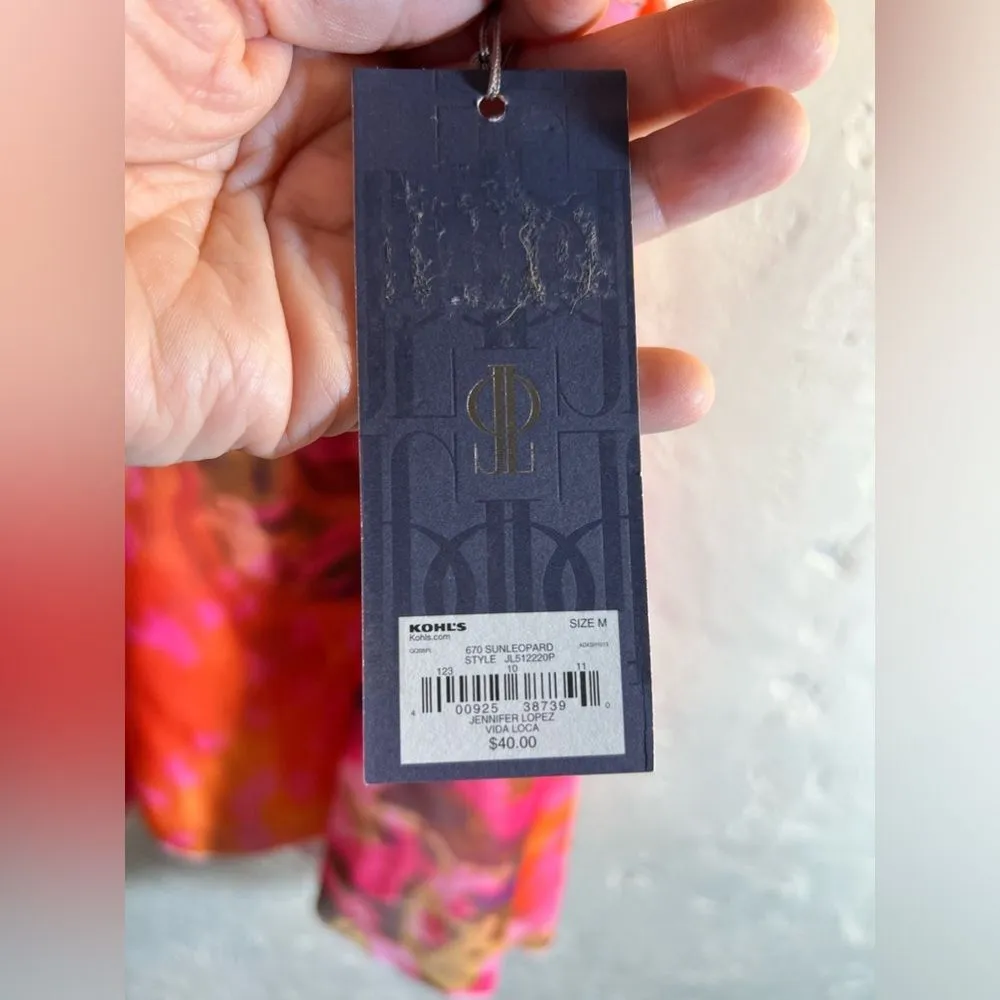 KOHL'S SIZE M
Kohls.com
670 SUNLEOPARD
STYLE JL512220P
123 10 11
4 00925 38739 0
JENNIFER LOPEZ
VIDA LOCA
$40.00